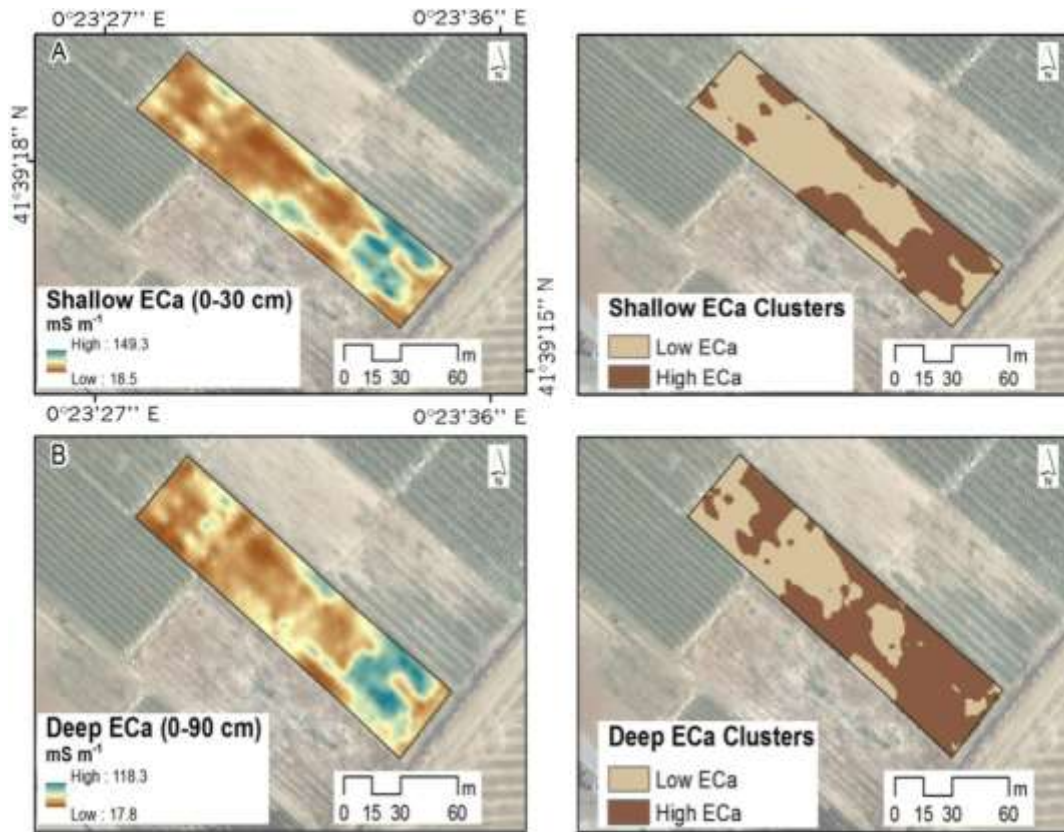 0°23'27'' E
0°23'36'' E
A
N
41°39'18'' N
Shallow ECa (0-30 cm)
mS m⁻¹
High : 149.3
Low : 18.5
m
0 15 30 60
41°39'15'' N
N
Shallow ECa Clusters
Low ECa
High ECa
m
0 15 30 60
0°23'27'' E
0°23'36'' E
B
N
Deep ECa (0-90 cm)
mS m⁻¹
High : 118.3
Low : 17.8
m
0 15 30 60
N
Deep ECa Clusters
Low ECa
High ECa
m
0 15 30 60